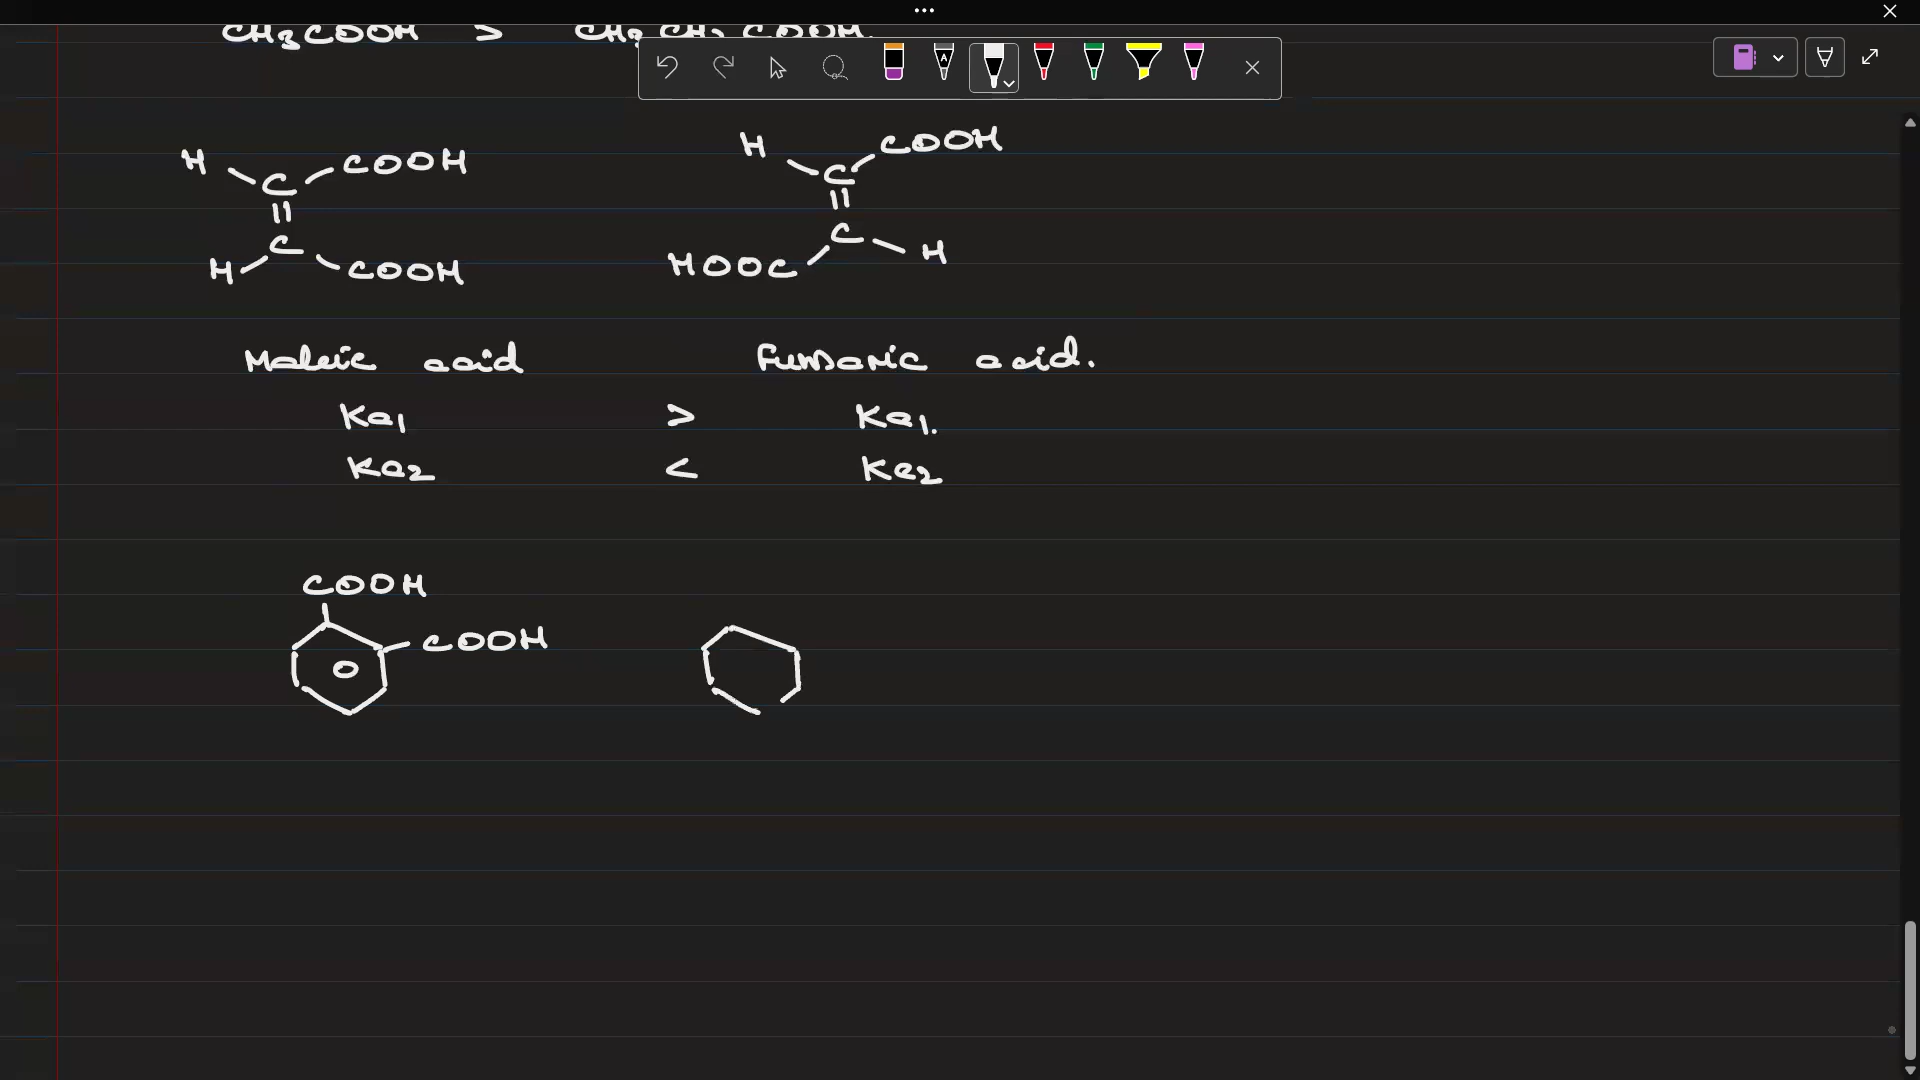 CH3COOH > CH3 CH2 COOH.
H COOH H COOH
C C
|| ||
C C
H COOH HOOC H
Maleic acid Fumaric acid.
Ka1 > Ka1.
Ka2 < Ka2
COOH
COOH